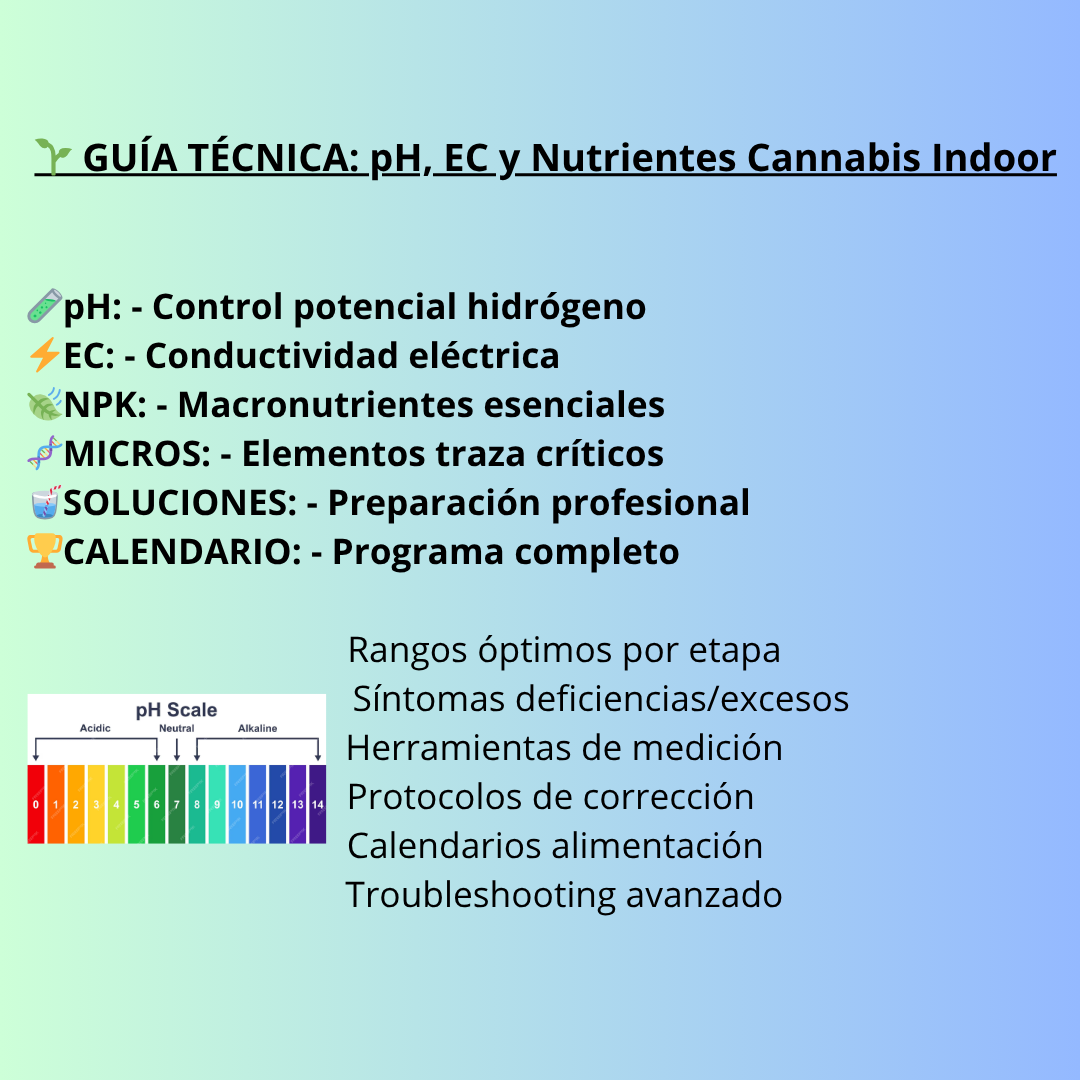 🌱 GUÍA TÉCNICA: pH, EC y Nutrientes Cannabis Indoor
🧪pH: - Control potencial hidrógeno
⚡EC: - Conductividad eléctrica
🍃NPK: - Macronutrientes esenciales
🧬MICROS: - Elementos traza críticos
🥤SOLUCIONES: - Preparación profesional
🏆CALENDARIO: - Programa completo
Rangos óptimos por etapa
Síntomas deficiencias/excesos
Herramientas de medición
Protocolos de corrección
Calendarios alimentación
Troubleshooting avanzado
pH Scale
Acidic Neutral Alkaline
0 1 2 3 4 5 6 7 8 9 10 11 12 13 14